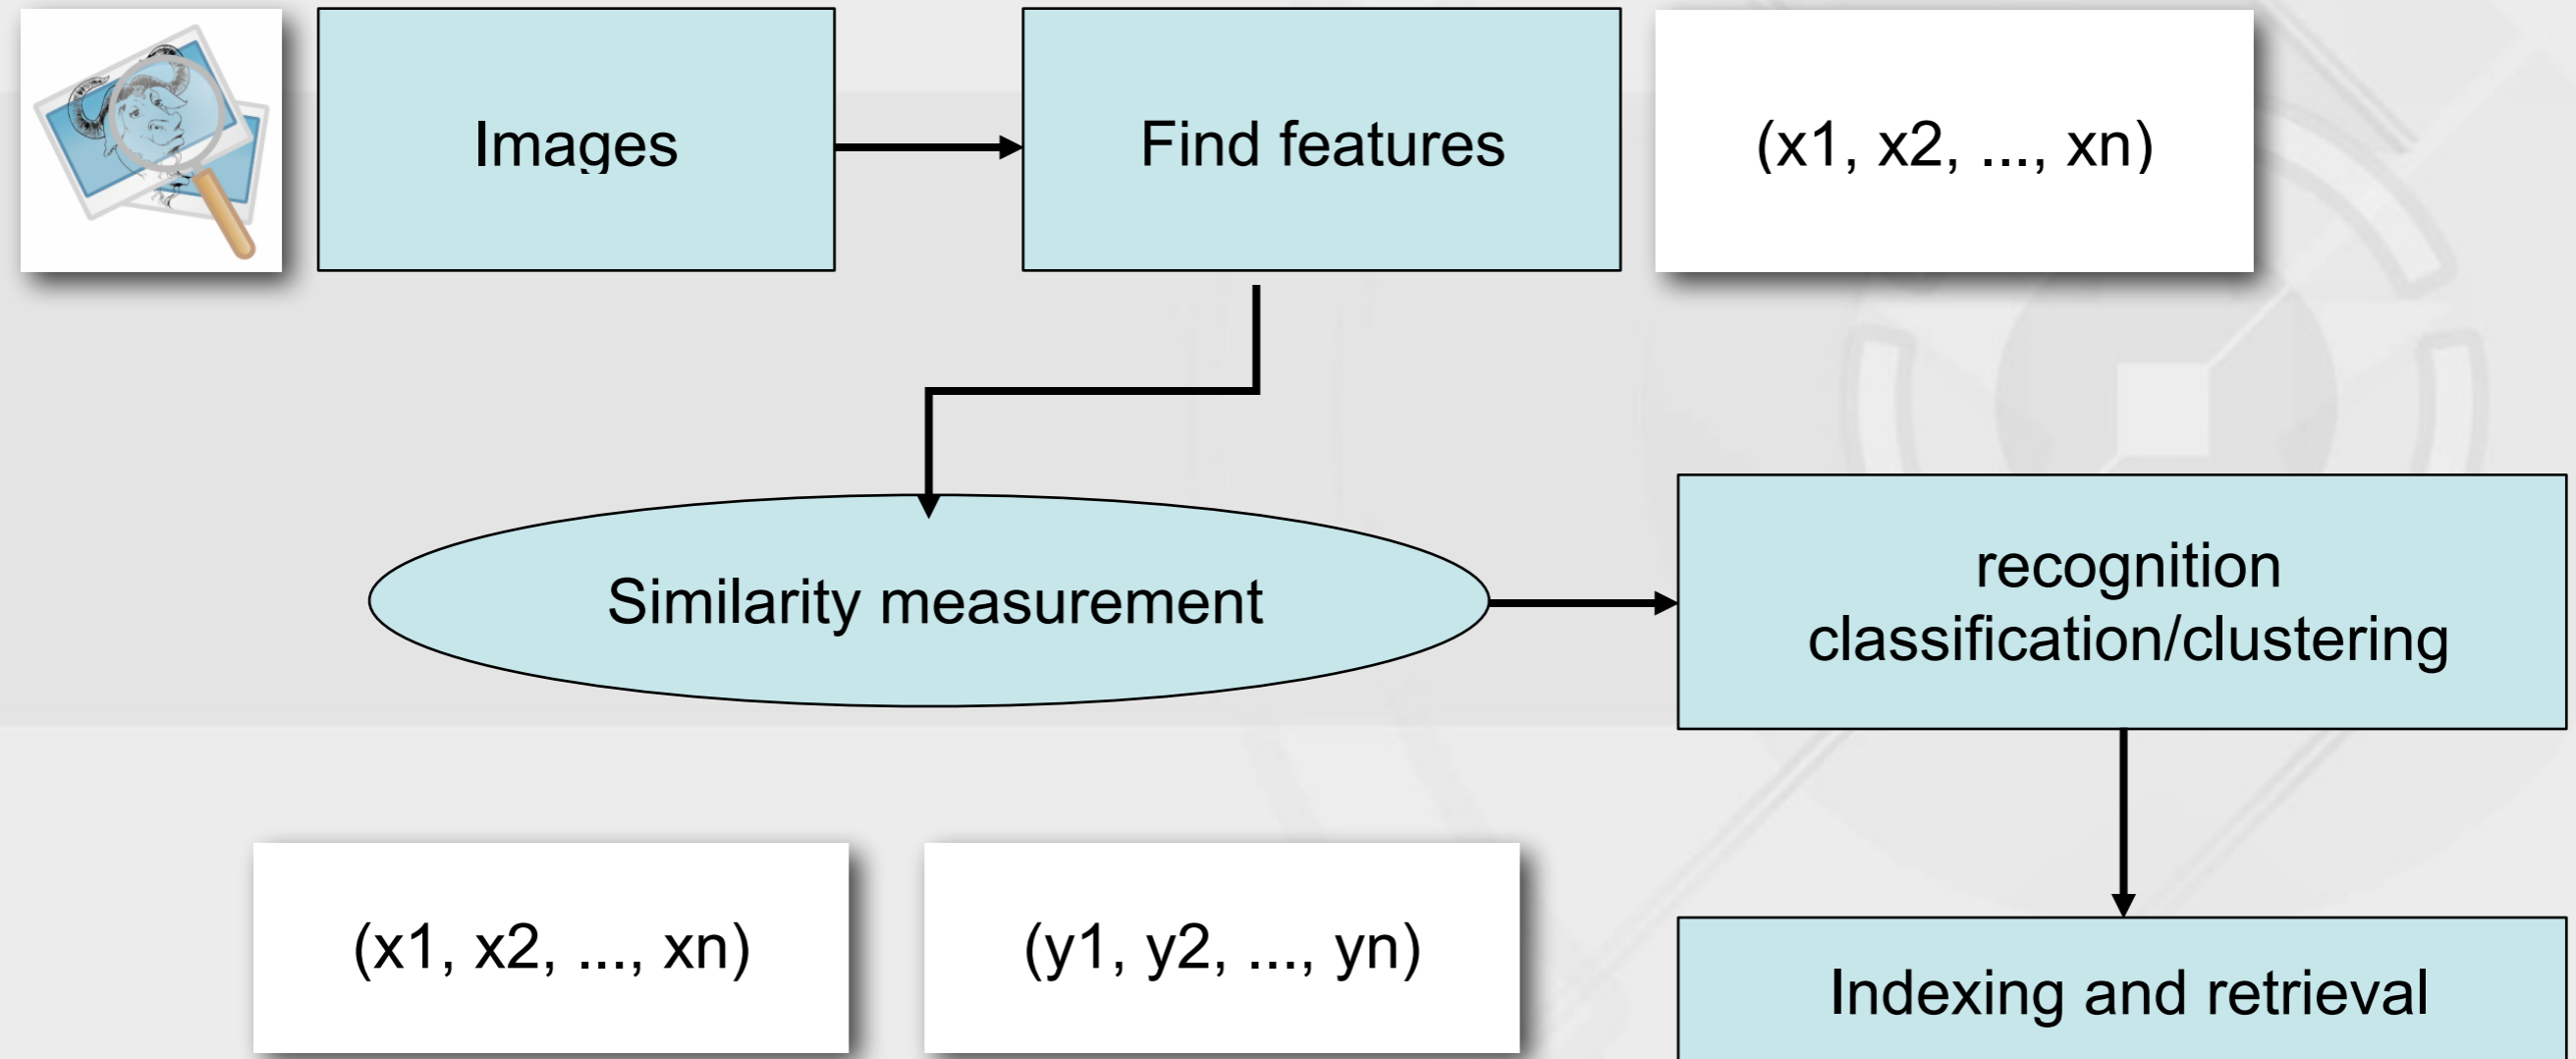 Images
Find features
(x1, x2, ..., xn)
Similarity measurement
recognition
classification/clustering
(x1, x2, ..., xn)
(y1, y2, ..., yn)
Indexing and retrieval